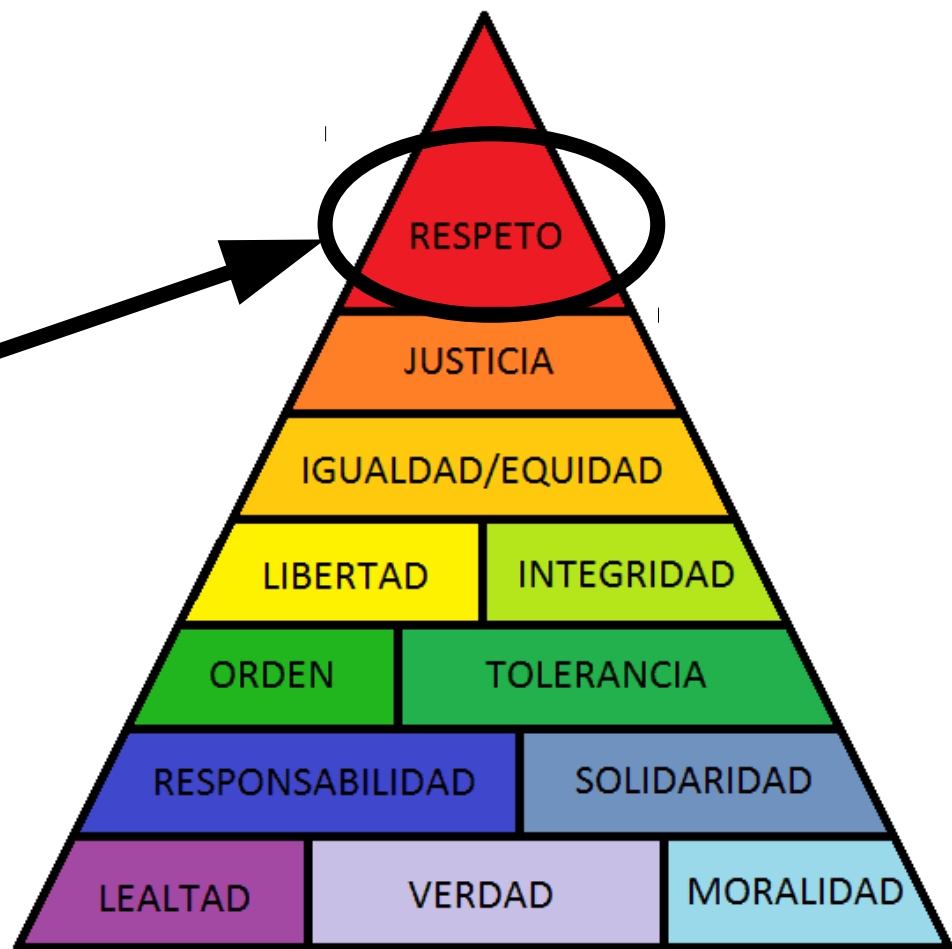 RESPETO
JUSTICIA
IGUALDAD/EQUIDAD
LIBERTAD INTEGRIDAD
ORDEN TOLERANCIA
RESPONSABILIDAD SOLIDARIDAD
LEALTAD VERDAD MORALIDAD